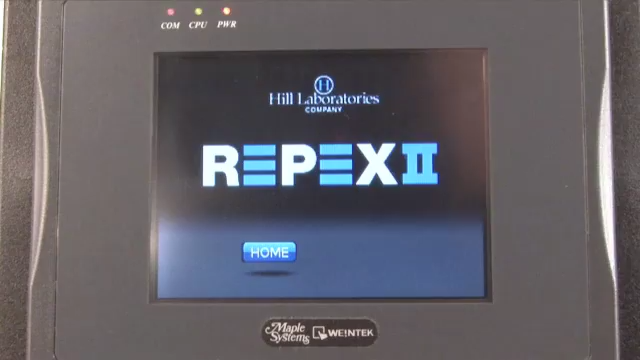 COM CPU PWR
H
Hill Laboratories
COMPANY
REPEX II
HOME
Maple Systems WEINTEK